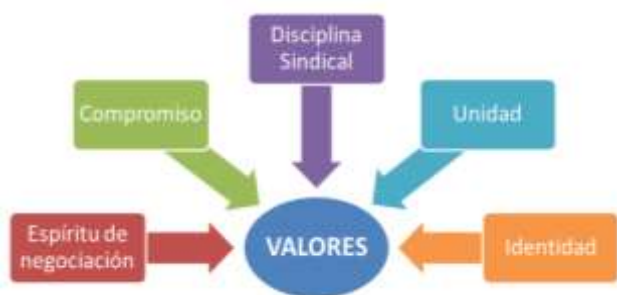 Disciplina
Sindical
Compromiso
Unidad
Espíritu de
negociación
VALORES
Identidad